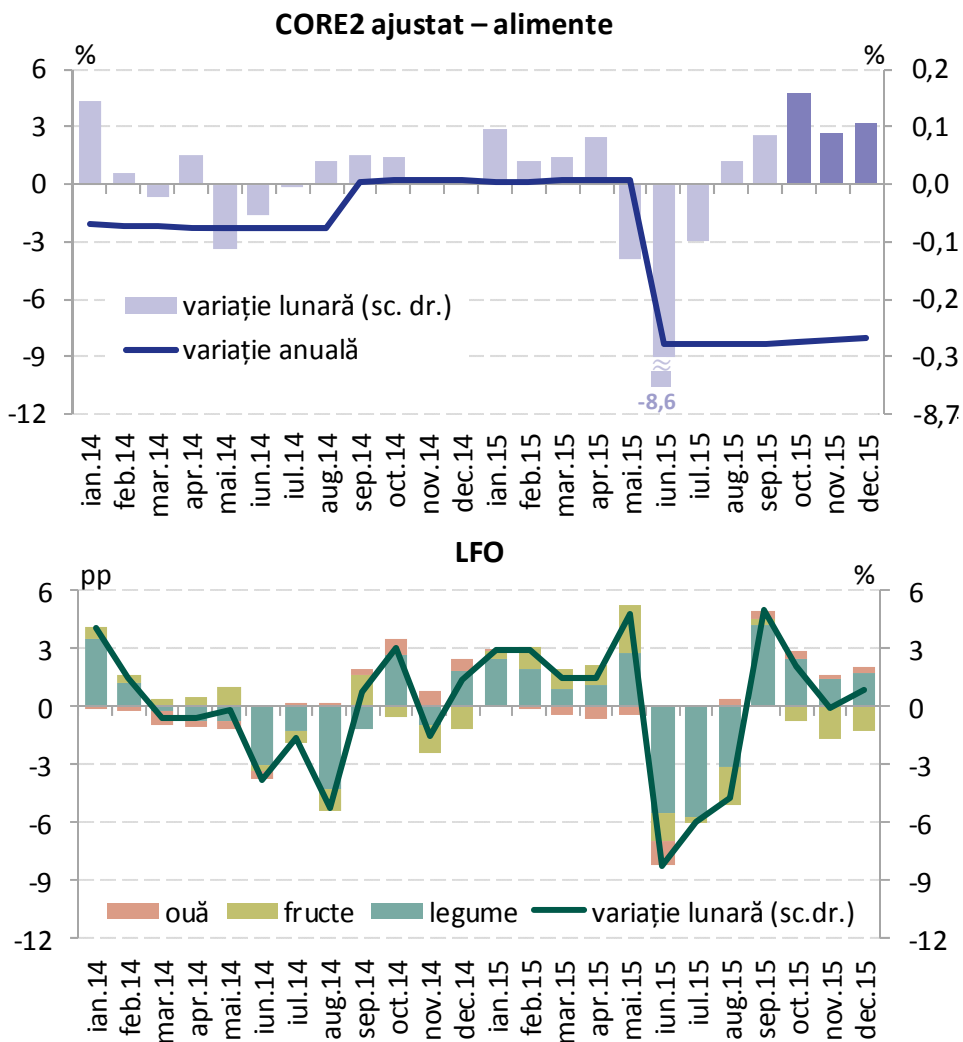 CORE2 ajustat – alimente
% %
6 0,2
3 0,1
0 0,0
-3 -0,1
-6 -0,2
-9 -0,3
-12 -8,7
variație lunară (sc. dr.)
variație anuală
≈
-8,6
ian.14 feb.14 mar.14 apr.14 mai.14 iun.14 iul.14 aug.14 sep.14 oct.14 nov.14 dec.14 ian.15 feb.15 mar.15 apr.15 mai.15 iun.15 iul.15 aug.15 sep.15 oct.15 nov.15 dec.15
LFO
pp %
6 6
3 3
0 0
-3 -3
-6 -6
-9 -9
-12 -12
ouă fructe legume variație lunară (sc.dr.)
ian.14 feb.14 mar.14 apr.14 mai.14 iun.14 iul.14 aug.14 sep.14 oct.14 nov.14 dec.14 ian.15 feb.15 mar.15 apr.15 mai.15 iun.15 iul.15 aug.15 sep.15 oct.15 nov.15 dec.15